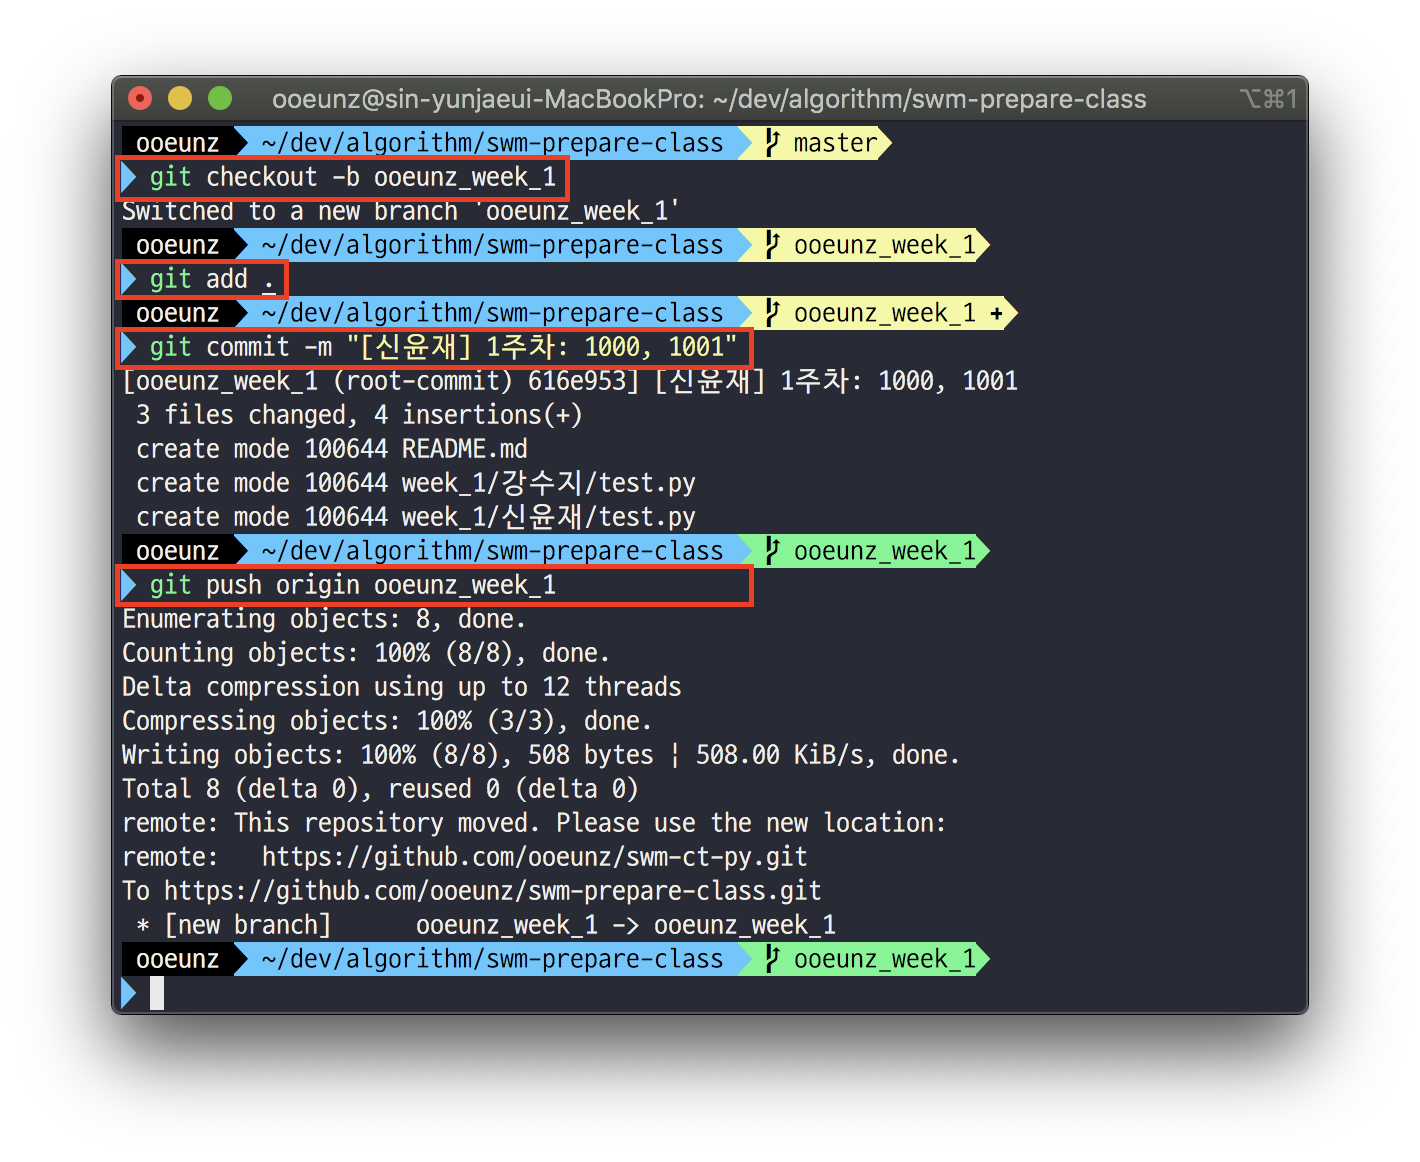 ooeunz@sin-yunjaeui-MacBookPro: ~/dev/algorithm/swm-prepare-class ⌥⌘1
ooeunz ~/dev/algorithm/swm-prepare-class master
git checkout -b ooeunz_week_1
Switched to a new branch 'ooeunz_week_1'
ooeunz ~/dev/algorithm/swm-prepare-class ooeunz_week_1
git add .
ooeunz ~/dev/algorithm/swm-prepare-class ooeunz_week_1 +
git commit -m "[신윤재] 1주차: 1000, 1001"
[ooeunz_week_1 (root-commit) 616e953] [신윤재] 1주차: 1000, 1001
3 files changed, 4 insertions(+)
create mode 100644 README.md
create mode 100644 week_1/강수지/test.py
create mode 100644 week_1/신윤재/test.py
ooeunz ~/dev/algorithm/swm-prepare-class ooeunz_week_1
git push origin ooeunz_week_1
Enumerating objects: 8, done.
Counting objects: 100% (8/8), done.
Delta compression using up to 12 threads
Compressing objects: 100% (3/3), done.
Writing objects: 100% (8/8), 508 bytes ¦ 508.00 KiB/s, done.
Total 8 (delta 0), reused 0 (delta 0)
remote: This repository moved. Please use the new location:
remote:   https://github.com/ooeunz/swm-ct-py.git
To https://github.com/ooeunz/swm-prepare-class.git
* [new branch]      ooeunz_week_1 -> ooeunz_week_1
ooeunz ~/dev/algorithm/swm-prepare-class ooeunz_week_1